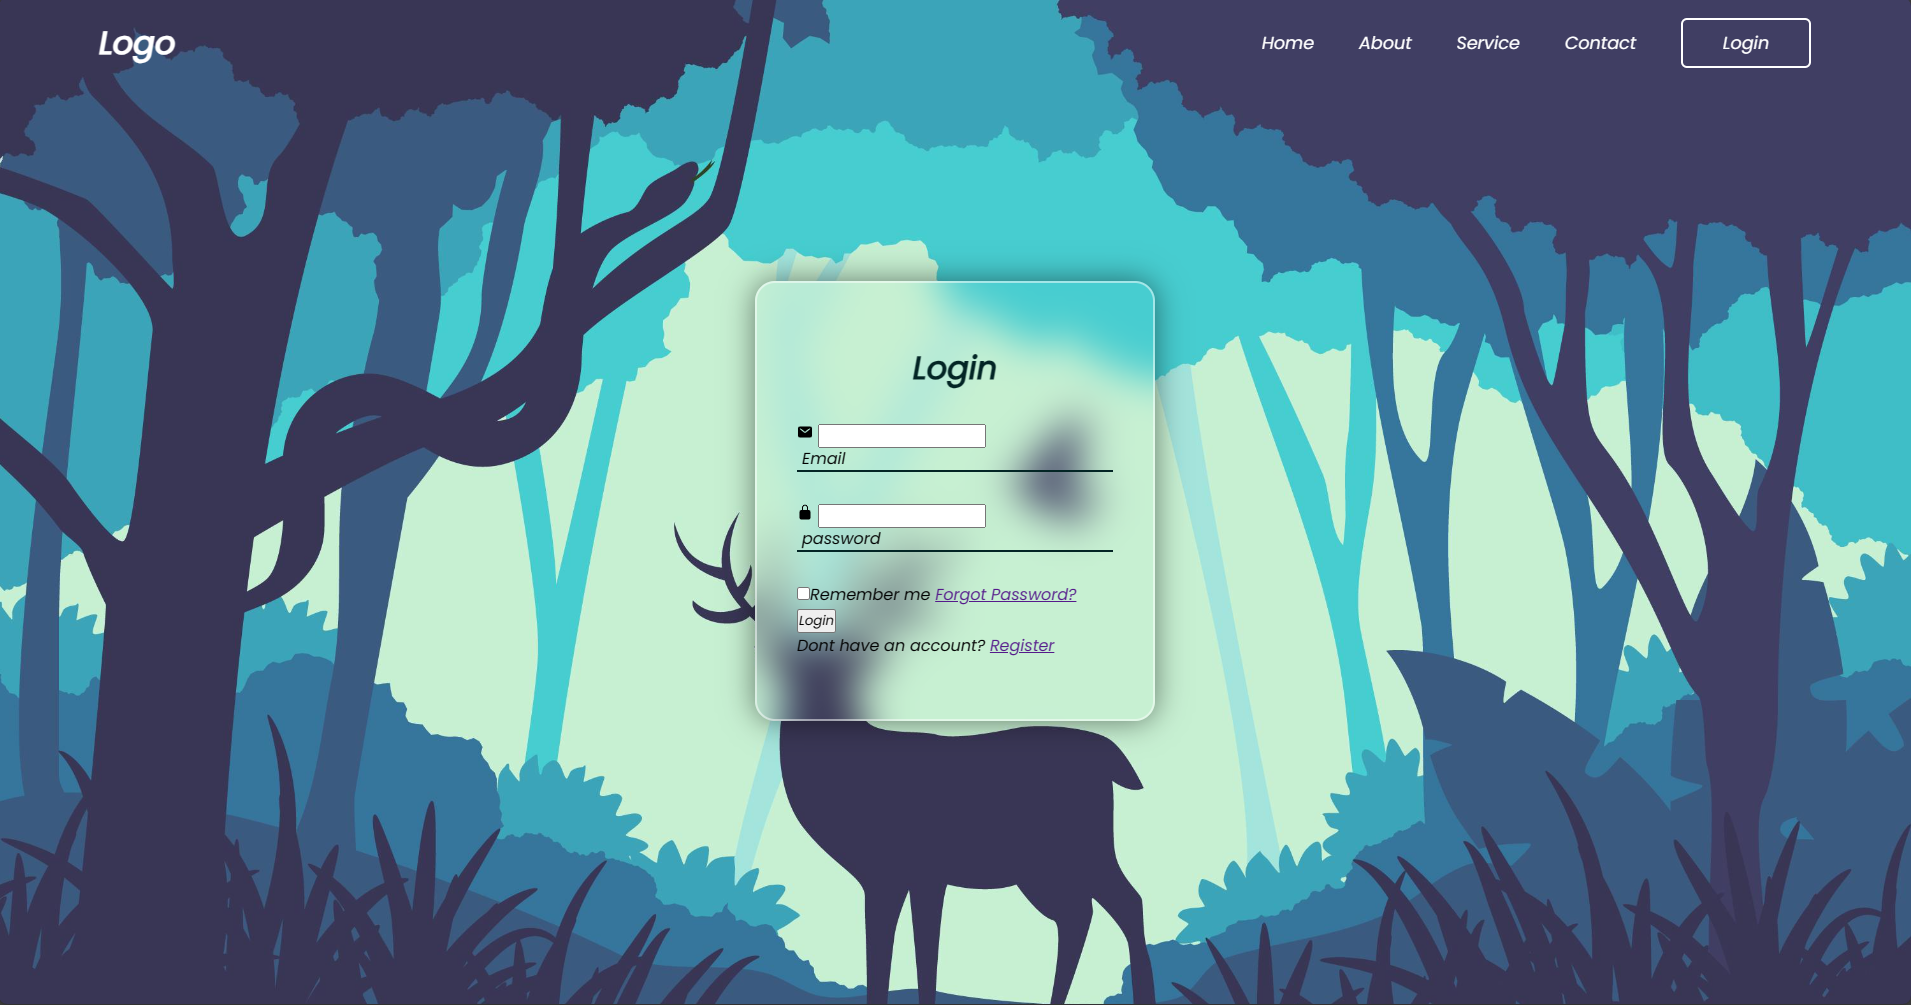 Logo
Home About Service Contact Login
Login
Email
password
Remember me Forgot Password?
Login
Dont have an account? Register